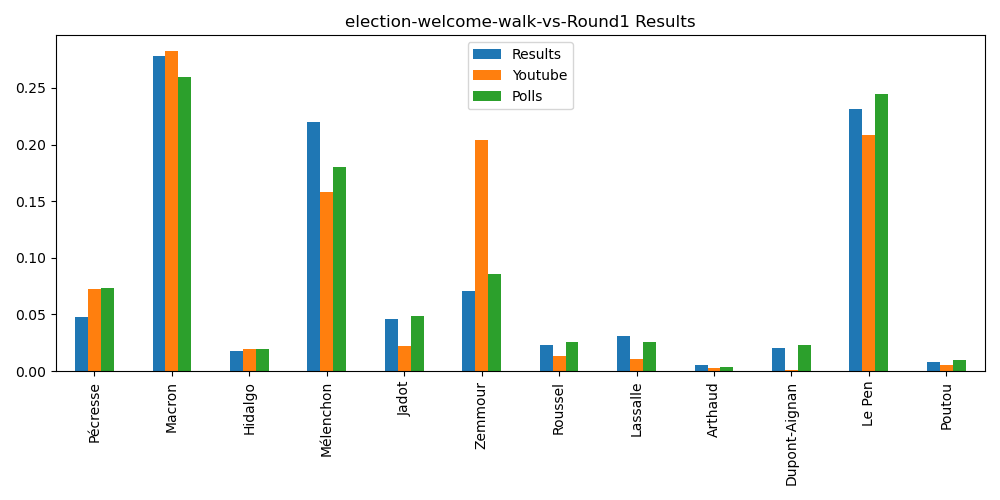 election-welcome-walk-vs-Round1 Results
Results
Youtube
Polls
0.25
0.20
0.15
0.10
0.05
0.00
Pécresse
Macron
Hidalgo
Mélenchon
Jadot
Zemmour
Roussel
Lassalle
Arthaud
Dupont-Aignan
Le Pen
Poutou